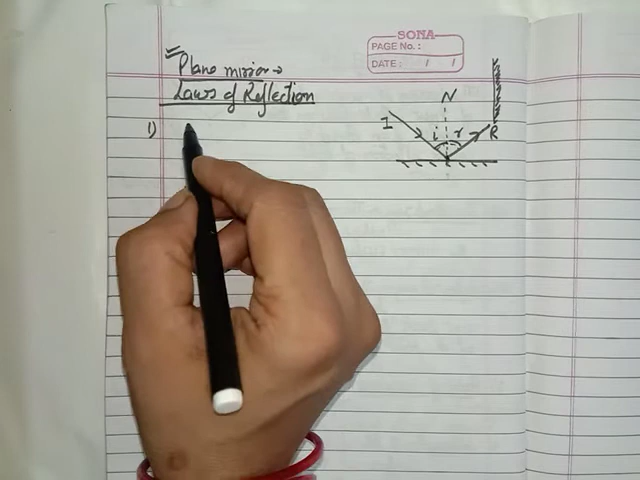 SONA
PAGE No.:
DATE: / /
Plane mirror →
Laws of Reflection
1)
N
I
i r
R